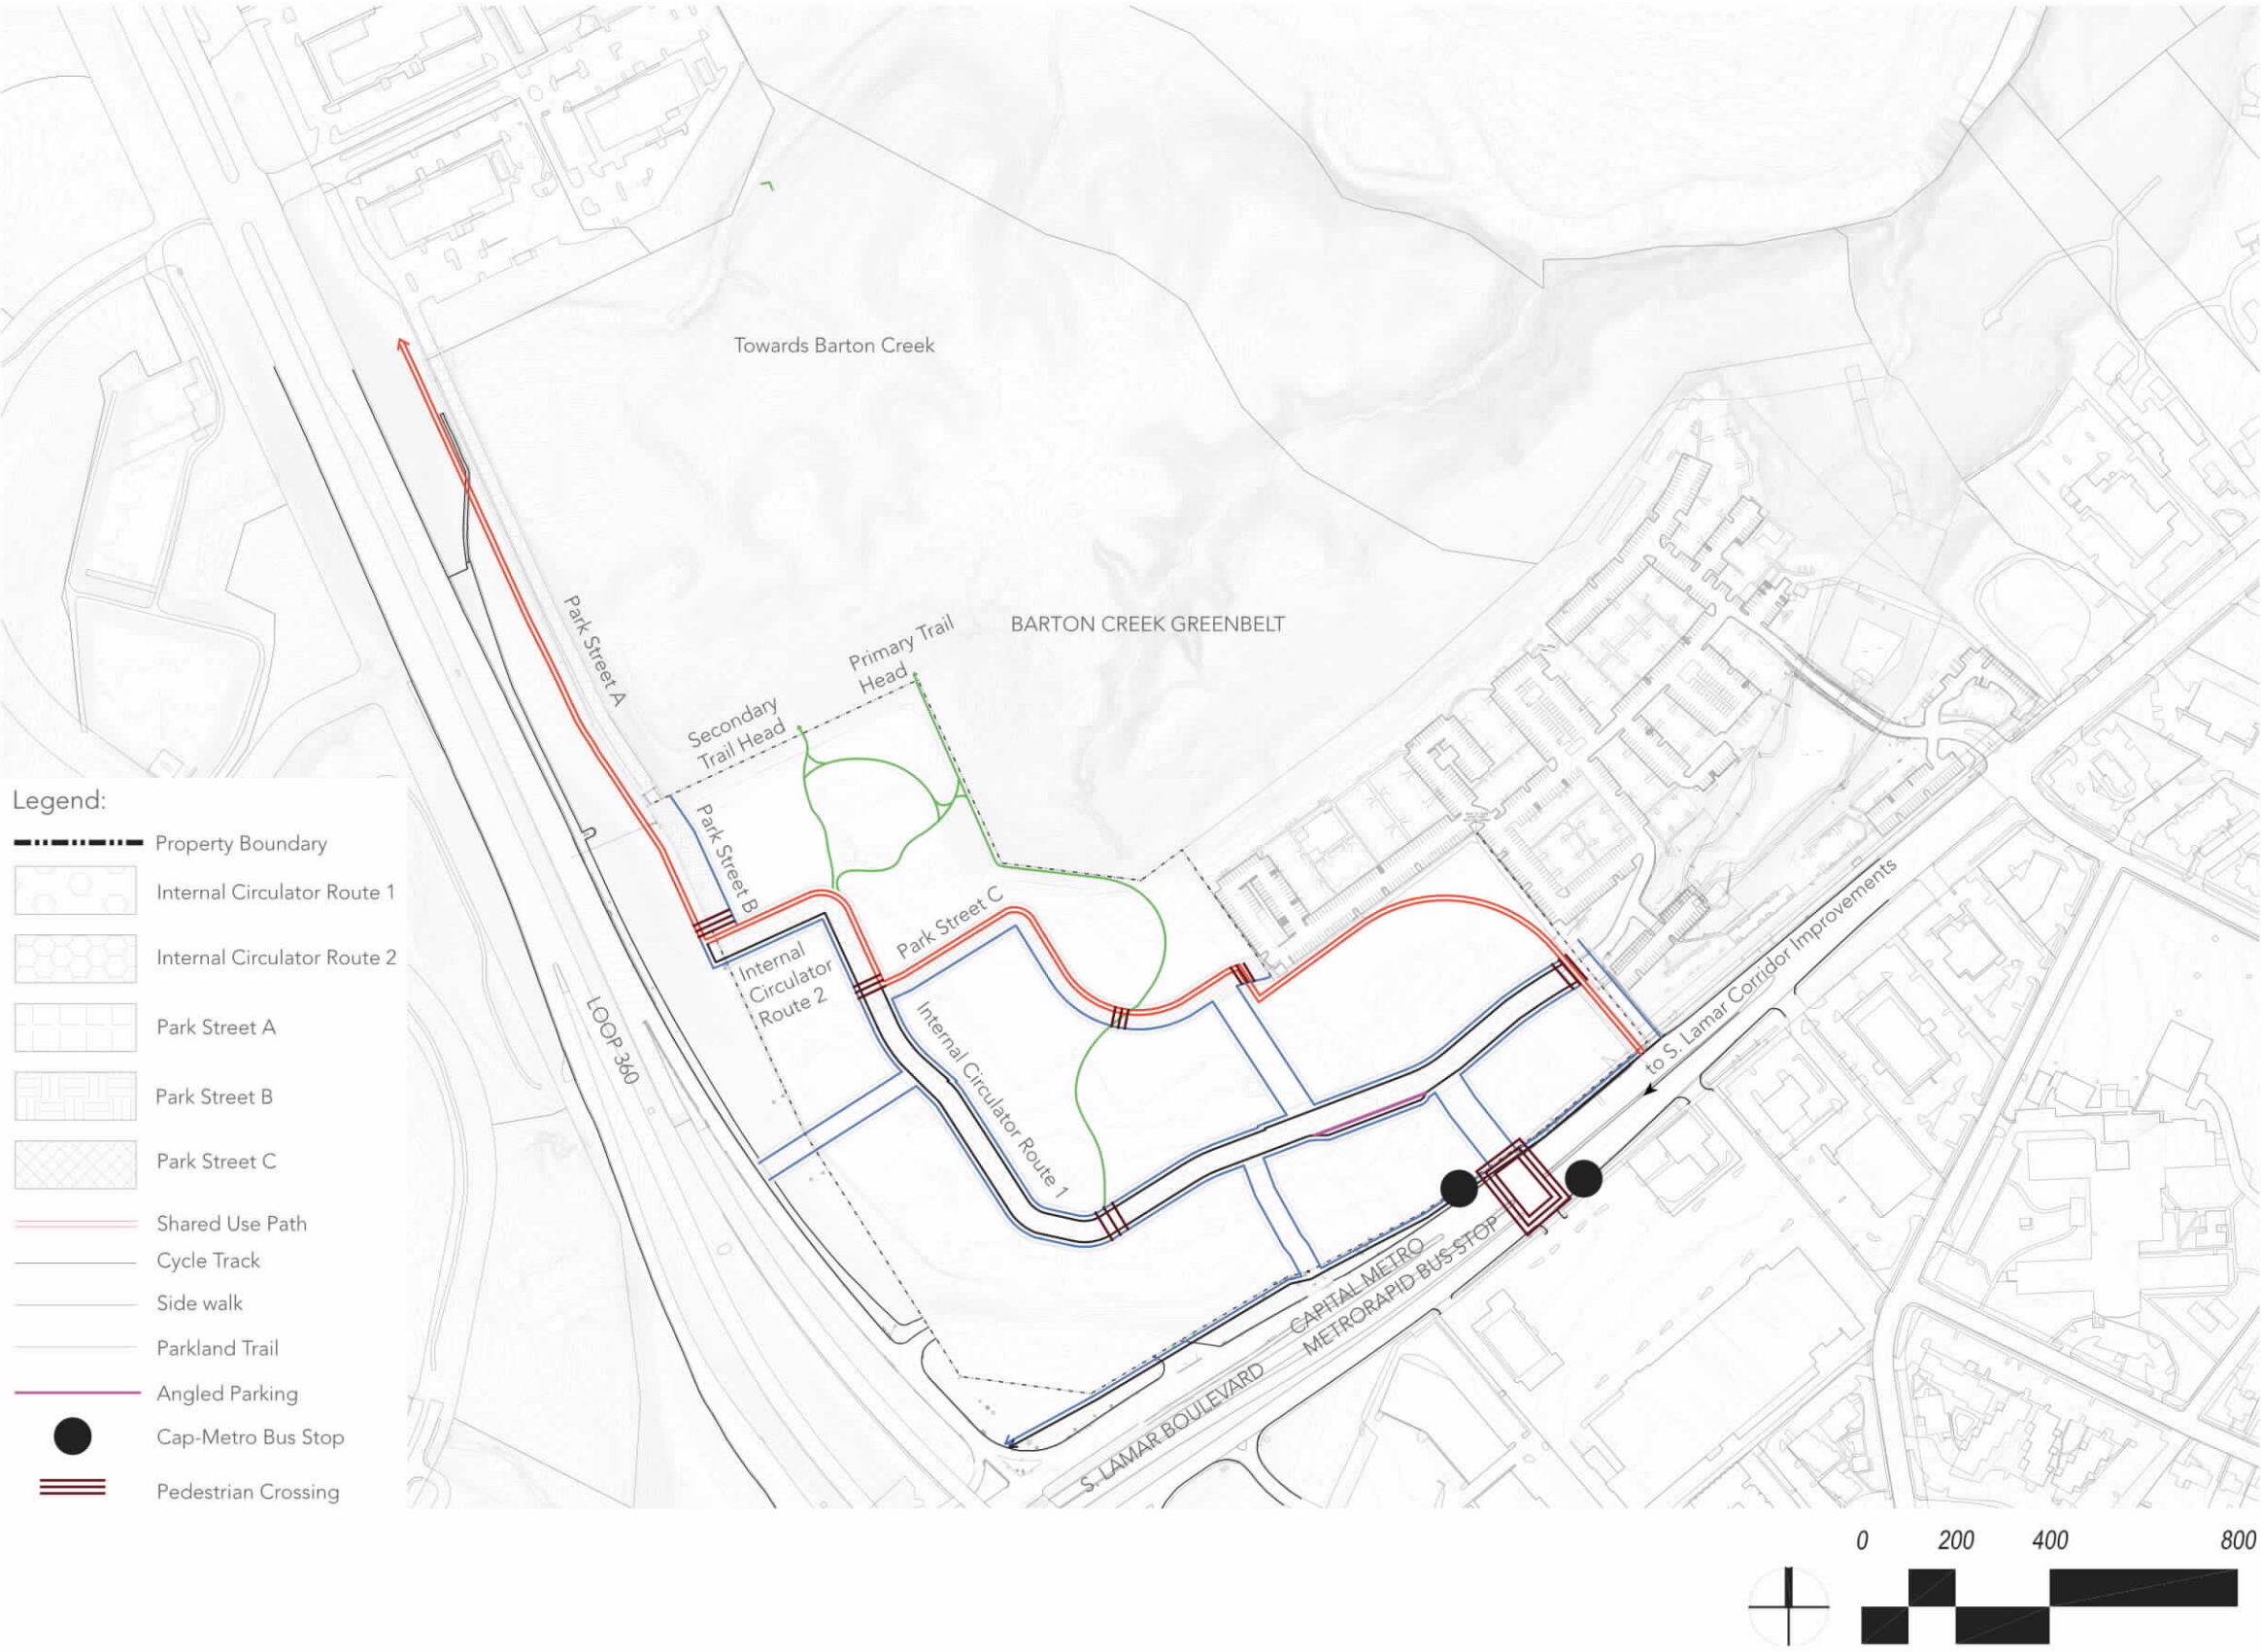 Towards Barton Creek
BARTON CREEK GREENBELT
Park Street A
Primary Trail
Head
Secondary
Trail Head
Park Street B
Park Street C
Internal
Circulator
Route 2
Internal Circulator Route 1
LOOP 360
to S. Lamar Corridor Improvements
CAPITAL METRO
METRORAPID BUS STOP
S. LAMAR BOULEVARD
Legend:
Property Boundary
Internal Circulator Route 1
Internal Circulator Route 2
Park Street A
Park Street B
Park Street C
Shared Use Path
Cycle Track
Side walk
Parkland Trail
Angled Parking
Cap-Metro Bus Stop
Pedestrian Crossing
0 200 400 800